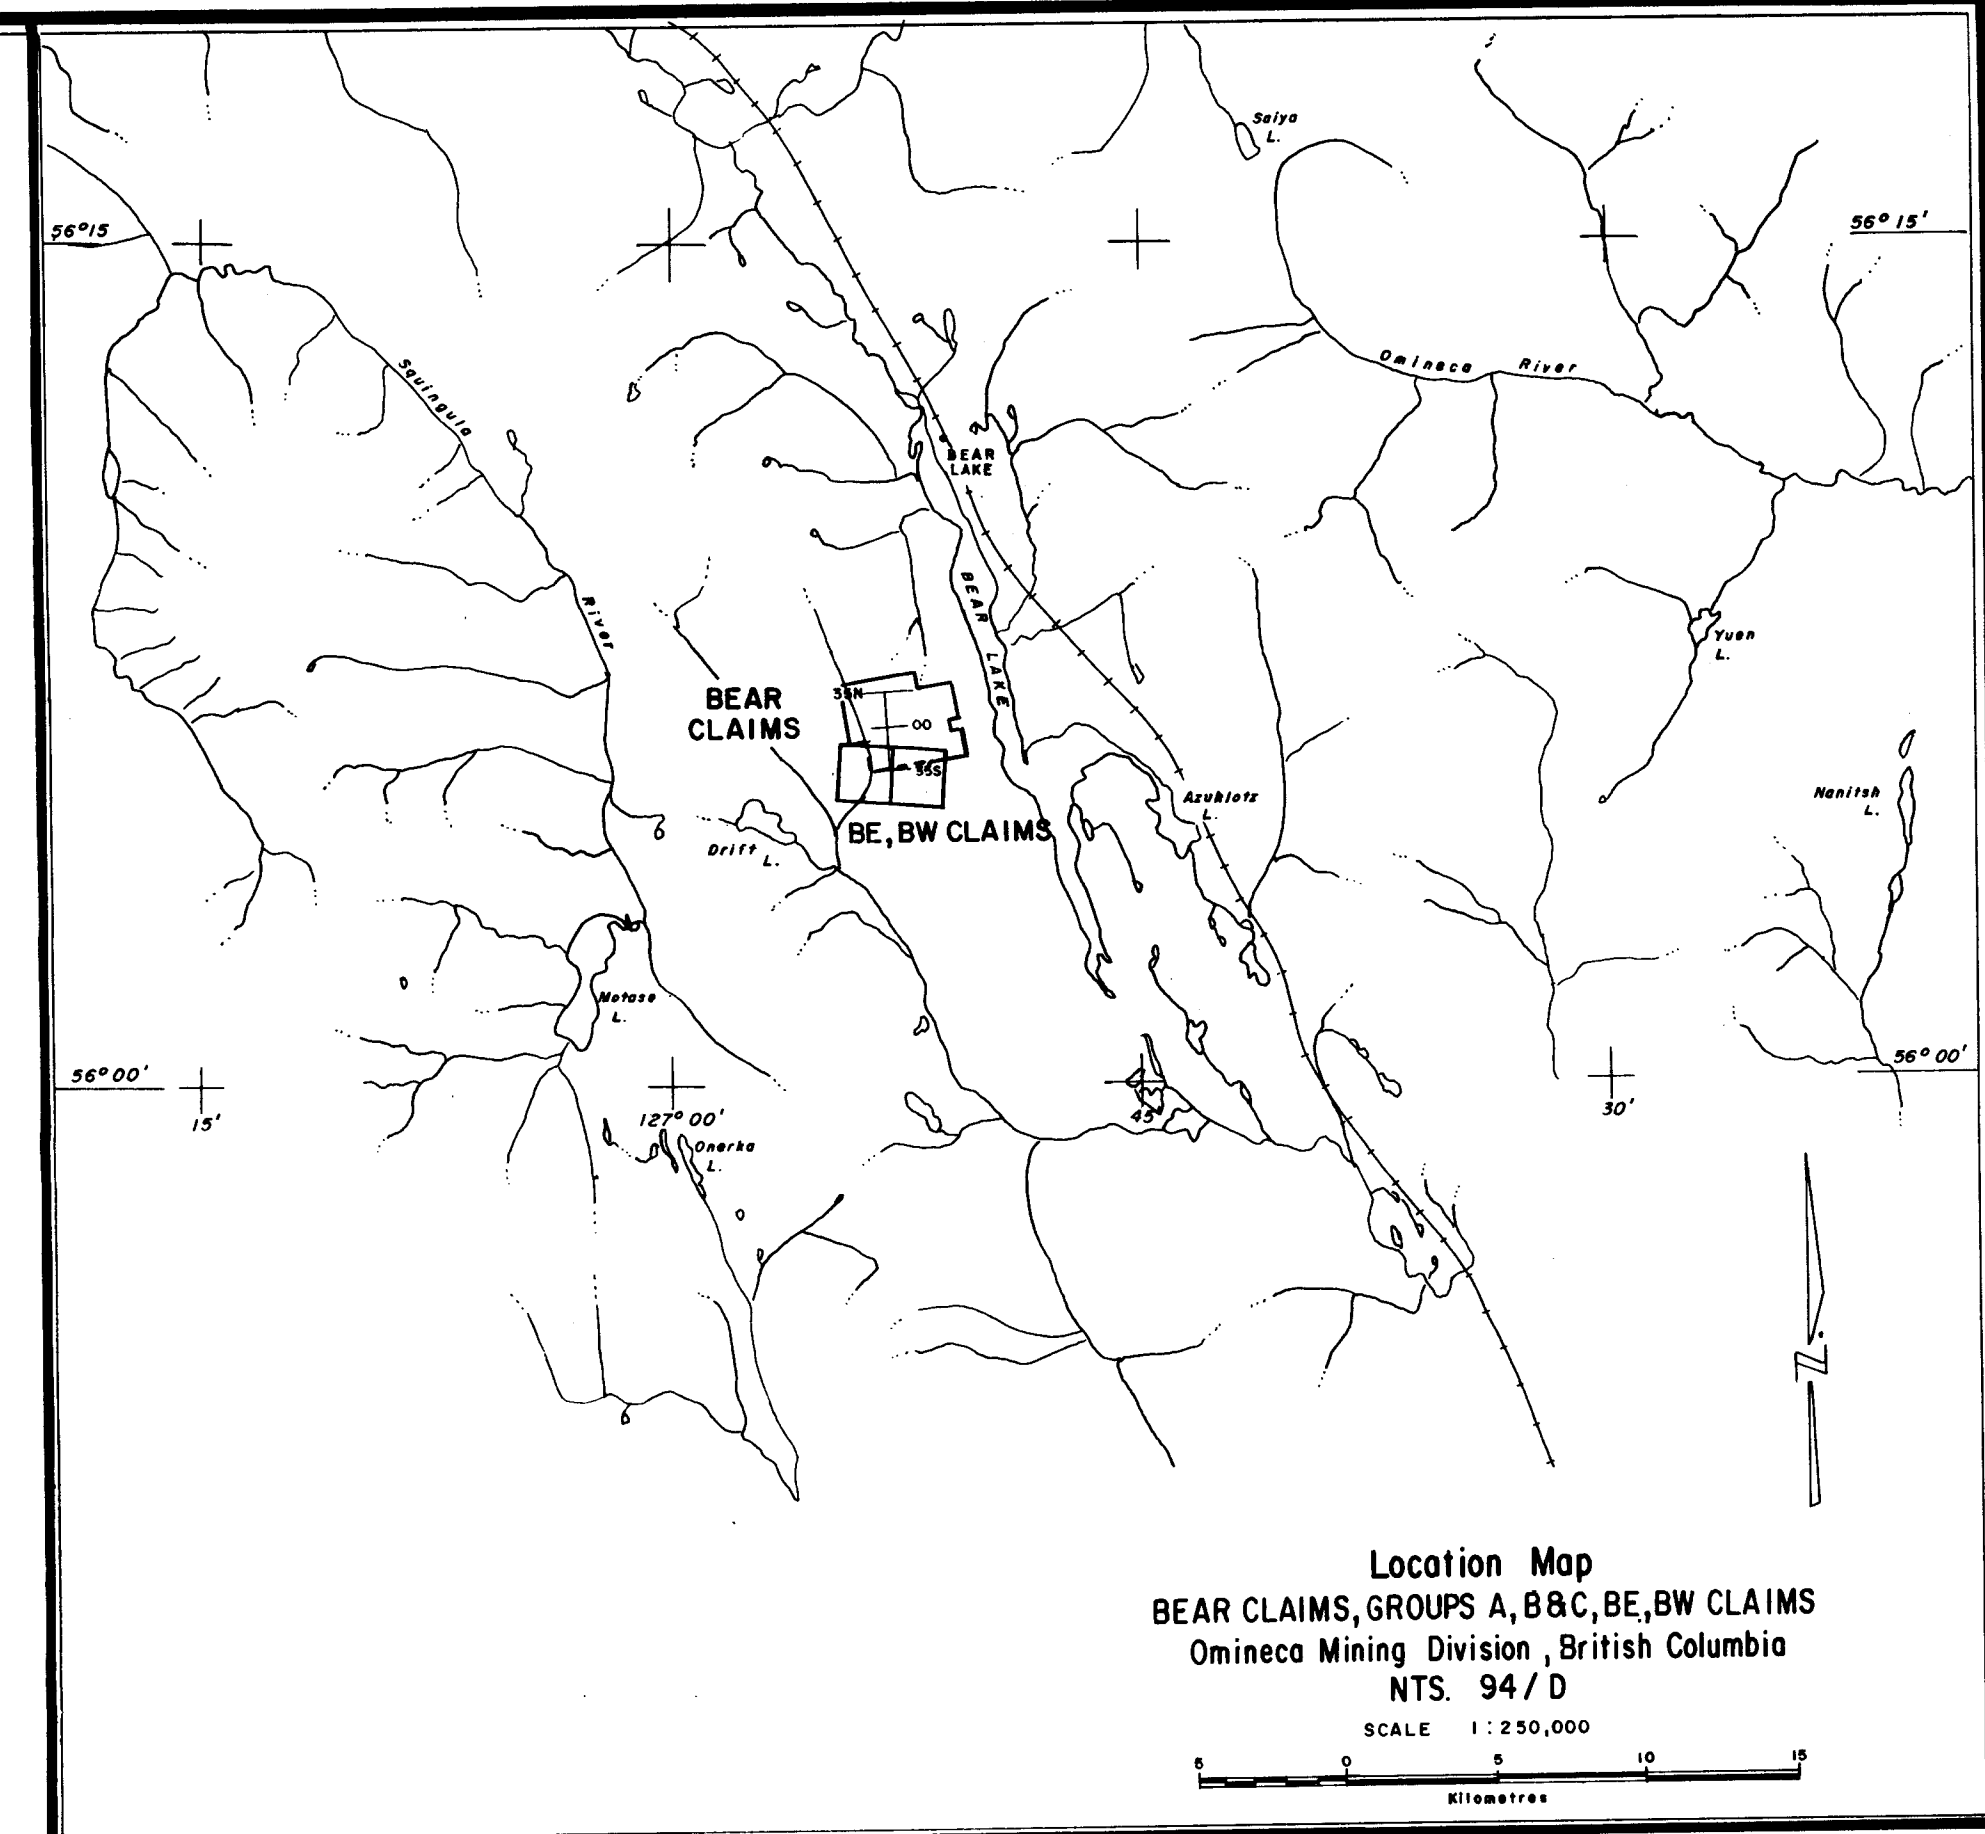 Saiya
L.
56°15
56° 15'
Omineca River
Squingula
River
BEAR
LAKE
BEAR LAKE
Yuen
L.
BEAR
CLAIMS
35N
00
35S
BE, BW CLAIMS
Azuklotz
L.
Nanitsh
L.
Drift L.
Motase
L.
56° 00'
56° 00'
15'
127° 00'
45'
30'
Onerka
L.
N.
Location Map
BEAR CLAIMS, GROUPS A, B&C, BE, BW CLAIMS
Omineca Mining Division , British Columbia
NTS. 94 / D
SCALE 1 : 250,000
5 0 5 10 15
Kilometres